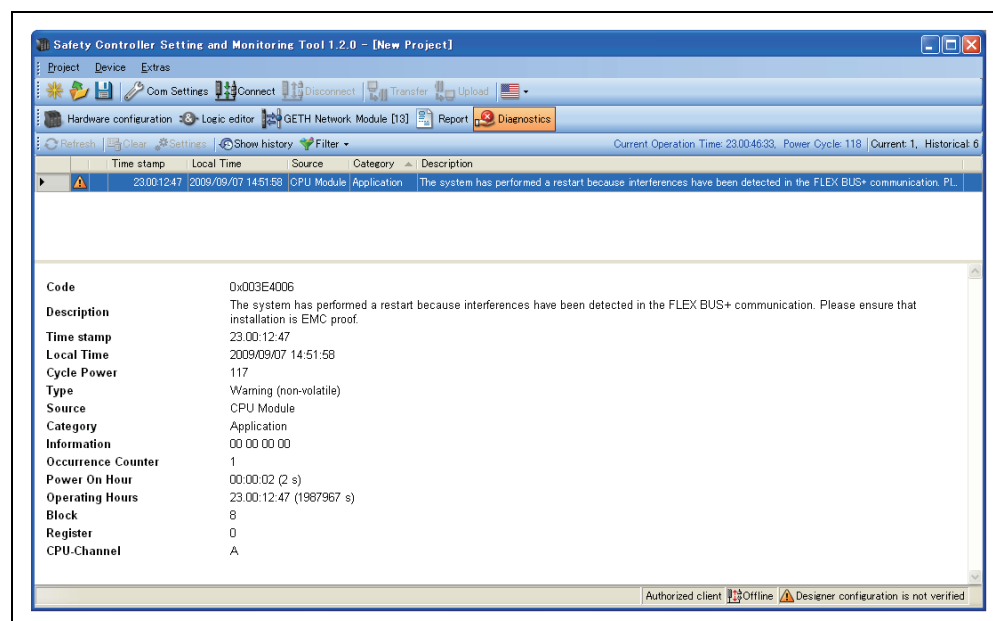 Safety Controller Setting and Monitoring Tool 1.2.0 - [New Project]
Project Device Extras
Com Settings Connect Disconnect Transfer Upload
Hardware configuration Logic editor GETH Network Module [13] Report Diagnostics
Refresh Clear Settings Show history Filter Current Operation Time: 23.00:46:33, Power Cycle: 118 Current: 1, Historical: 6
Time stamp Local Time Source Category Description
23.00:12:47 2009/09/07 14:51:58 CPU Module Application The system has performed a restart because interferences have been detected in the FLEX BUS+ communication. Pl...
Code 0x003E4006
Description The system has performed a restart because interferences have been detected in the FLEX BUS+ communication. Please ensure that
installation is EMC proof.
Time stamp 23.00:12:47
Local Time 2009/09/07 14:51:58
Cycle Power 117
Type Warning (non-volatile)
Source CPU Module
Category Application
Information 00 00 00 00
Occurrence Counter 1
Power On Hour 00:00:02 (2 s)
Operating Hours 23.00:12:47 (1987967 s)
Block 8
Register 0
CPU-Channel A
Authorized client Offline Designer configuration is not verified